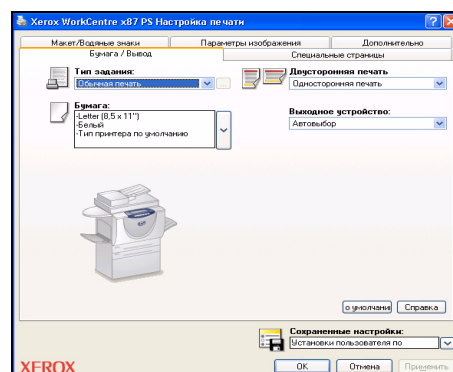 Xerox WorkCentre x87 PS Настройка печати
Макет/Водяные знаки
Параметры изображения
Дополнительно
Бумага / Вывод
Специальные страницы
Тип задания:
Обычная печать
Двусторонняя печать
Односторонняя печать
Бумага:
-Letter (8,5 x 11")
-Белый
-Тип принтера по умолчанию
Выходное устройство:
Автовыбор
о умолчани
Справка
Сохраненные настройки:
Установки пользователя по
XEROX
OK
Отмена
Применить